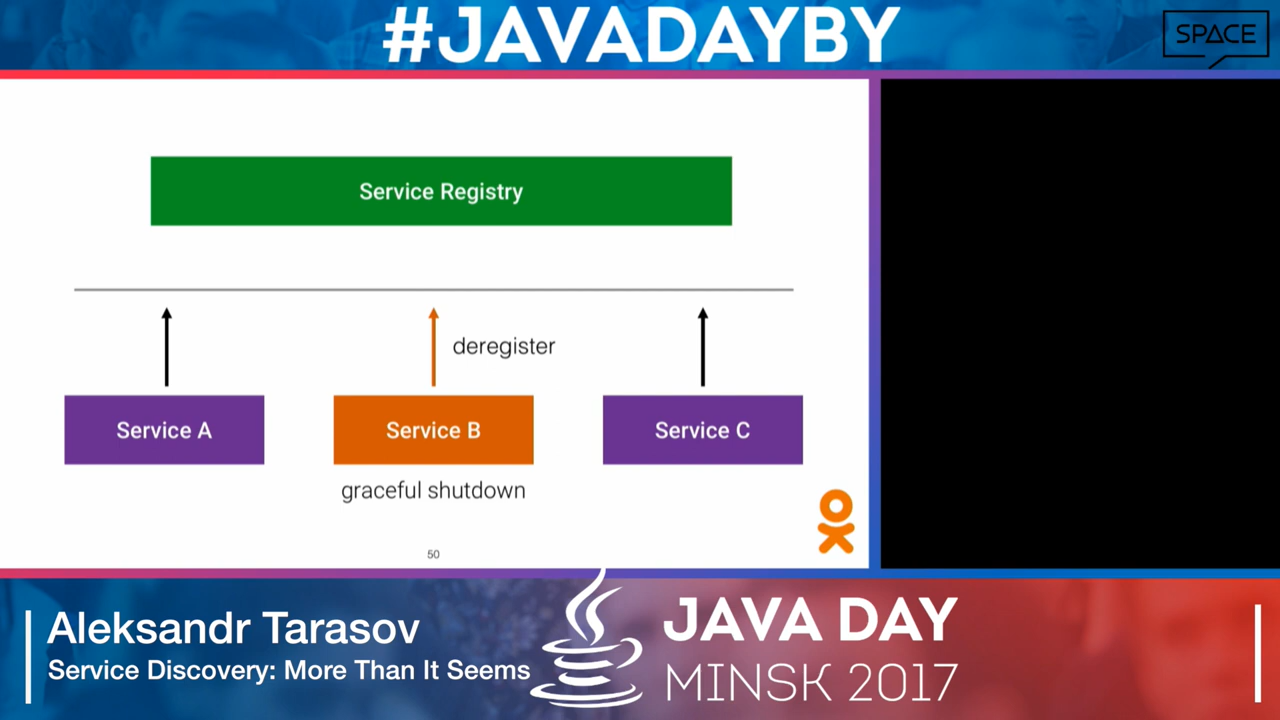 #JAVADAYBY
SPACE
Service Registry
deregister
Service A
Service B
Service C
graceful shutdown
50
Aleksandr Tarasov
Service Discovery: More Than It Seems
JAVA DAY
MINSK 2017